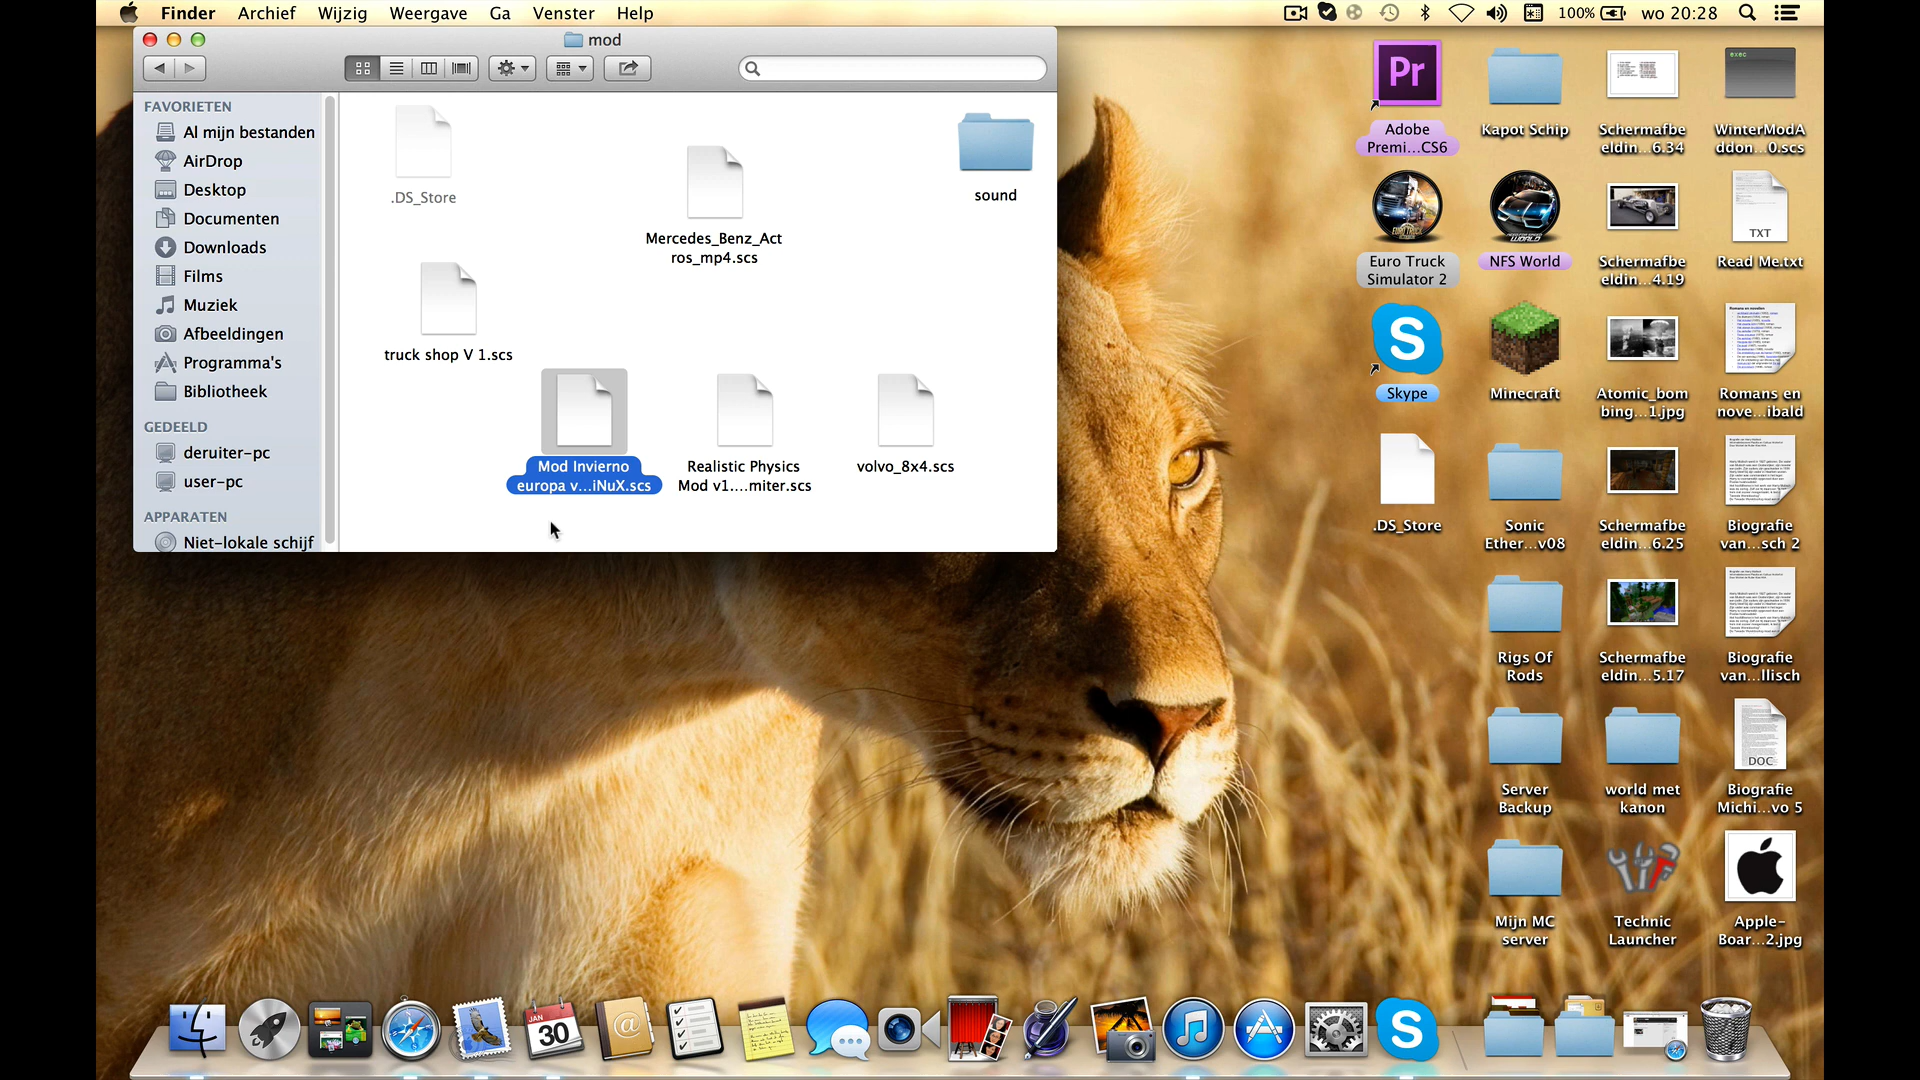 Finder Archief Wijzig Weergave Ga Venster Help
100% wo 20:28
mod
FAVORIETEN
Al mijn bestanden
AirDrop
Desktop
Documenten
Downloads
Films
Muziek
Afbeeldingen
Programma's
Bibliotheek
GEDEELD
deruiter-pc
user-pc
APPARATEN
Niet-lokale schijf
.DS_Store
Mercedes_Benz_Act
ros_mp4.scs
sound
truck shop V 1.scs
Mod Invierno
europa v...iNuX.scs
Realistic Physics
Mod v1....miter.scs
volvo_8x4.scs
Pr
Adobe
Premi...CS6
Kapot Schip
Schermafbe
eldin...6.34
exec
WinterModA
ddon...0.scs
Euro Truck
Simulator 2
NFS World
Schermafbe
eldin...4.19
TXT
Read Me.txt
S
Skype
Minecraft
Atomic_bom
bing...1.jpg
Romans en
nove...ibald
.DS_Store
Sonic
Ether...v08
Schermafbe
eldin...6.25
Biografie
van...sch 2
Rigs Of
Rods
Schermafbe
eldin...5.17
Biografie
van...llisch
Server
Backup
world met
kanon
DOC
Biografie
Michi...vo 5
Mijn MC
server
Technic
Launcher
Apple-
Boar...2.jpg
JAN
30
@
S